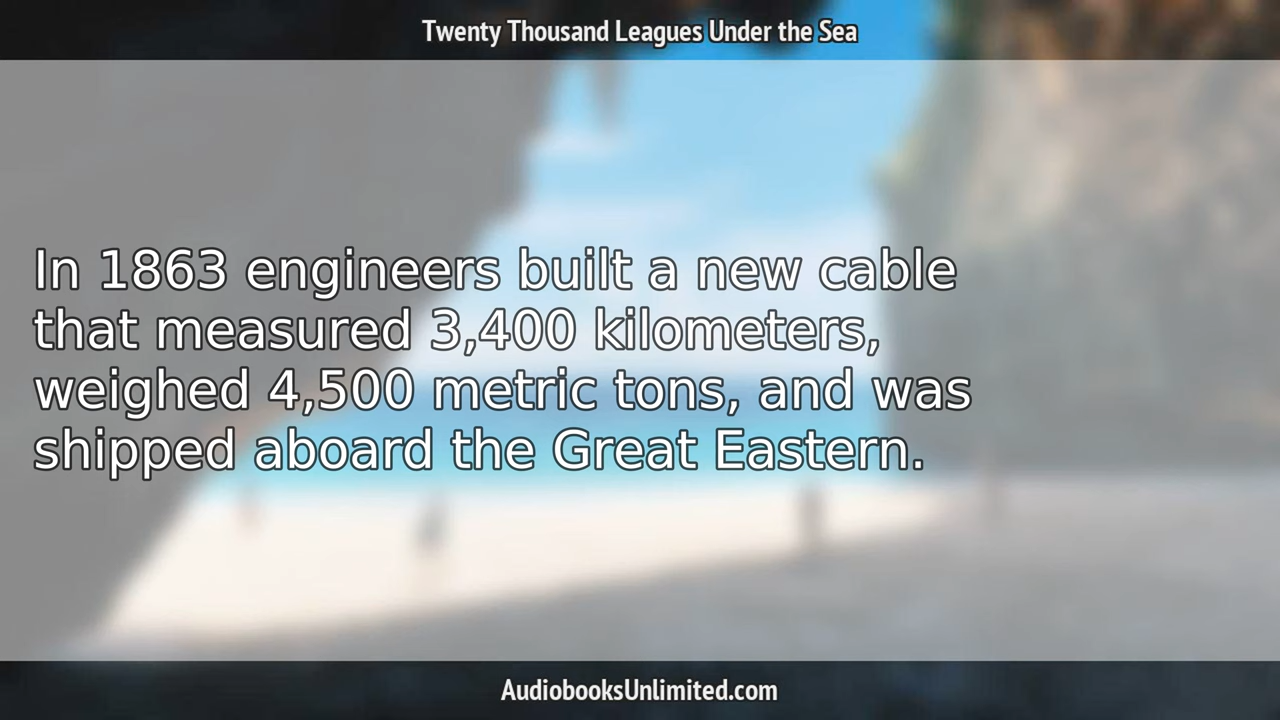 Twenty Thousand Leagues Under the Sea
In 1863 engineers built a new cable
that measured 3,400 kilometers,
weighed 4,500 metric tons, and was
shipped aboard the Great Eastern.
AudiobooksUnlimited.com